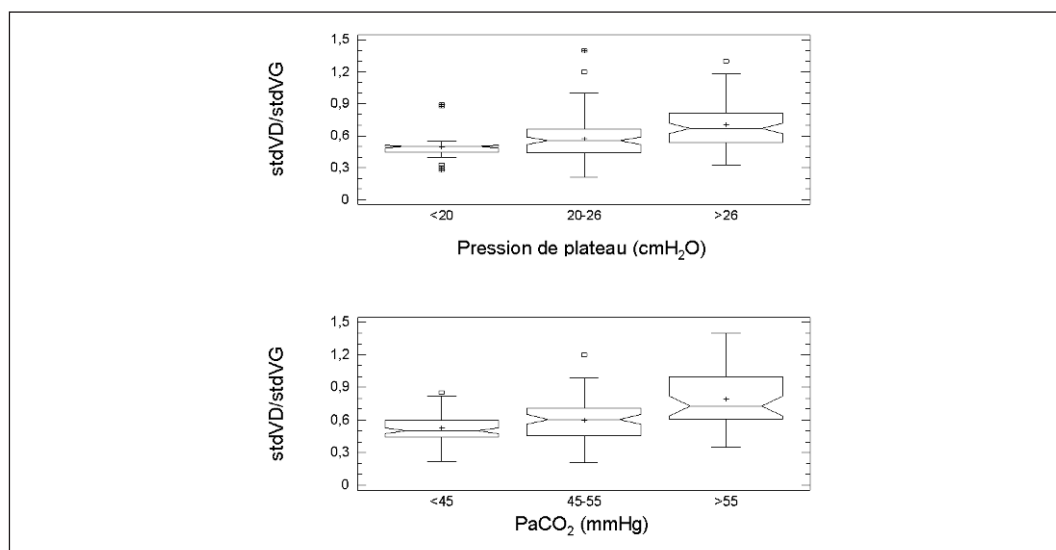 stdVD/stdVG
1,5
1,2
0,9
0,6
0,3
0
<20 20-26 >26
Pression de plateau (cmH₂O)
stdVD/stdVG
1,5
1,2
0,9
0,6
0,3
0
<45 45-55 >55
PaCO₂ (mmHg)